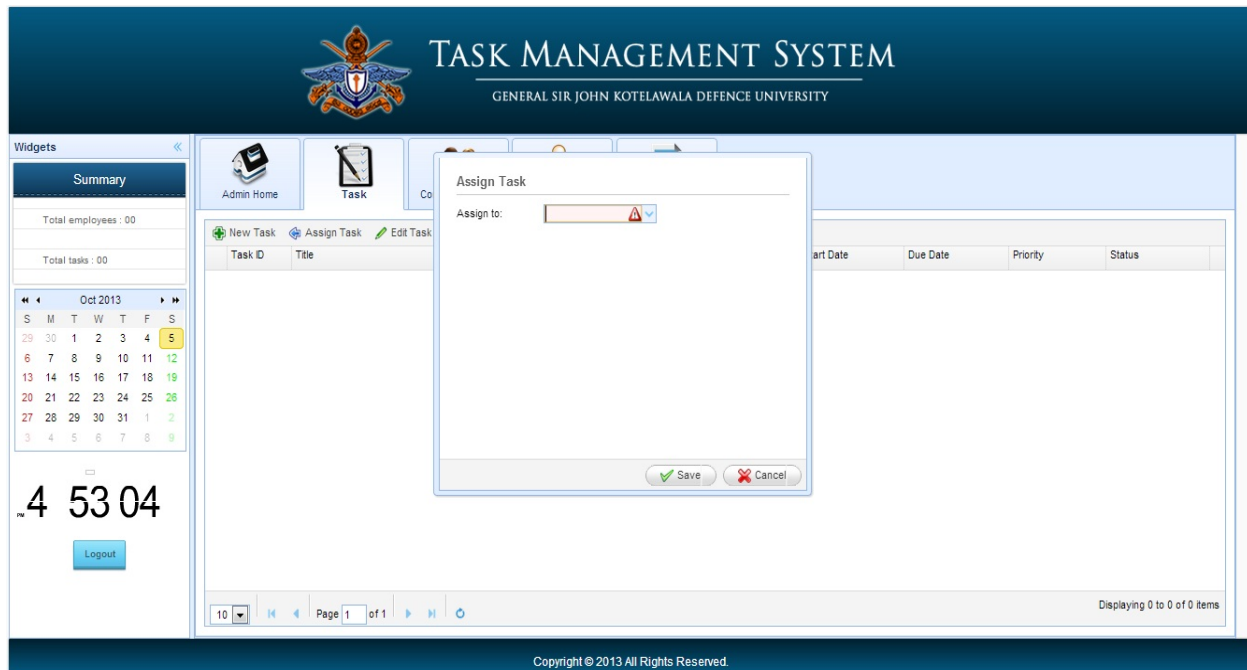 TASK MANAGEMENT SYSTEM
GENERAL SIR JOHN KOTELAWALA DEFENCE UNIVERSITY
Widgets
Summary
Total employees : 00
Total tasks : 00
Oct 2013
S M T W T F S
29 30 1 2 3 4 5
6 7 8 9 10 11 12
13 14 15 16 17 18 19
20 21 22 23 24 25 26
27 28 29 30 31 1 2
3 4 5 6 7 8 9
PM 4 53 04
Logout
Admin Home Task Co
New Task Assign Task Edit Task
Task ID Title art Date Due Date Priority Status
Assign Task
Assign to:
Save Cancel
10 Page 1 of 1 Displaying 0 to 0 of 0 items
Copyright © 2013 All Rights Reserved.